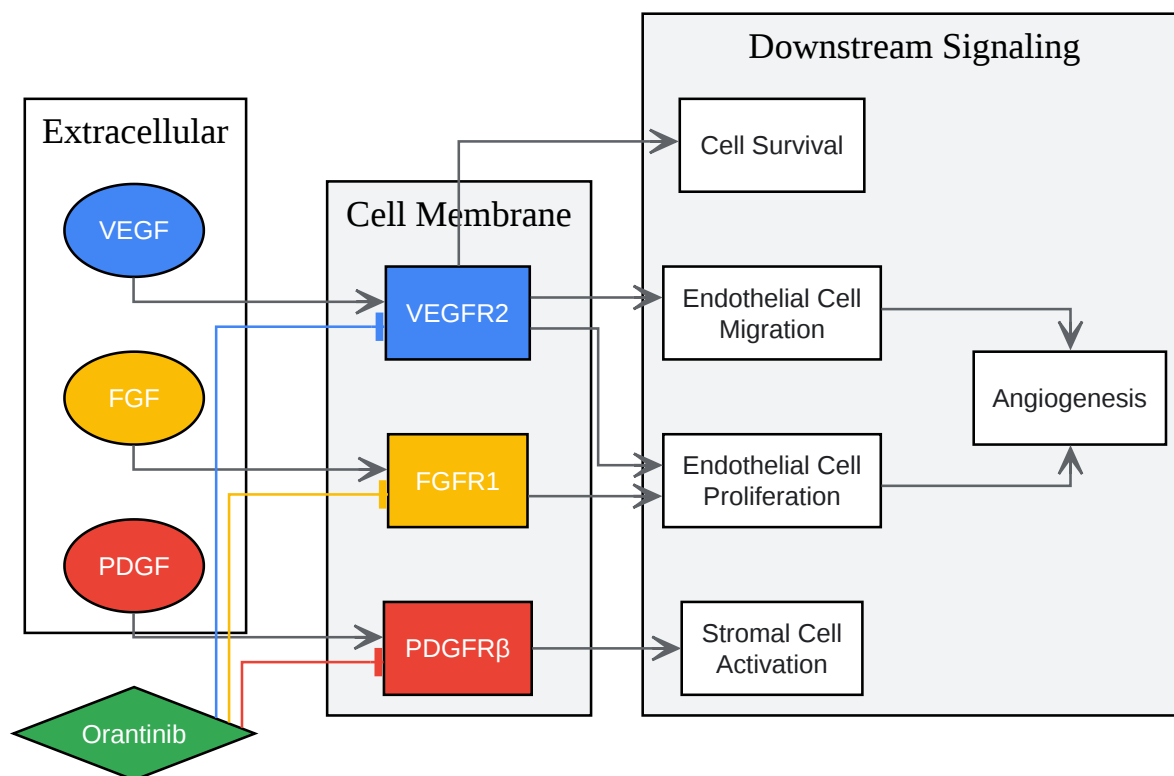 Downstream Signaling
Extracellular
Cell Survival
Cell Membrane
VEGF
VEGFR2
Endothelial Cell
Migration
Angiogenesis
FGF
FGFR1
Endothelial Cell
Proliferation
PDGF
PDGFRβ
Stromal Cell
Activation
Orantinib